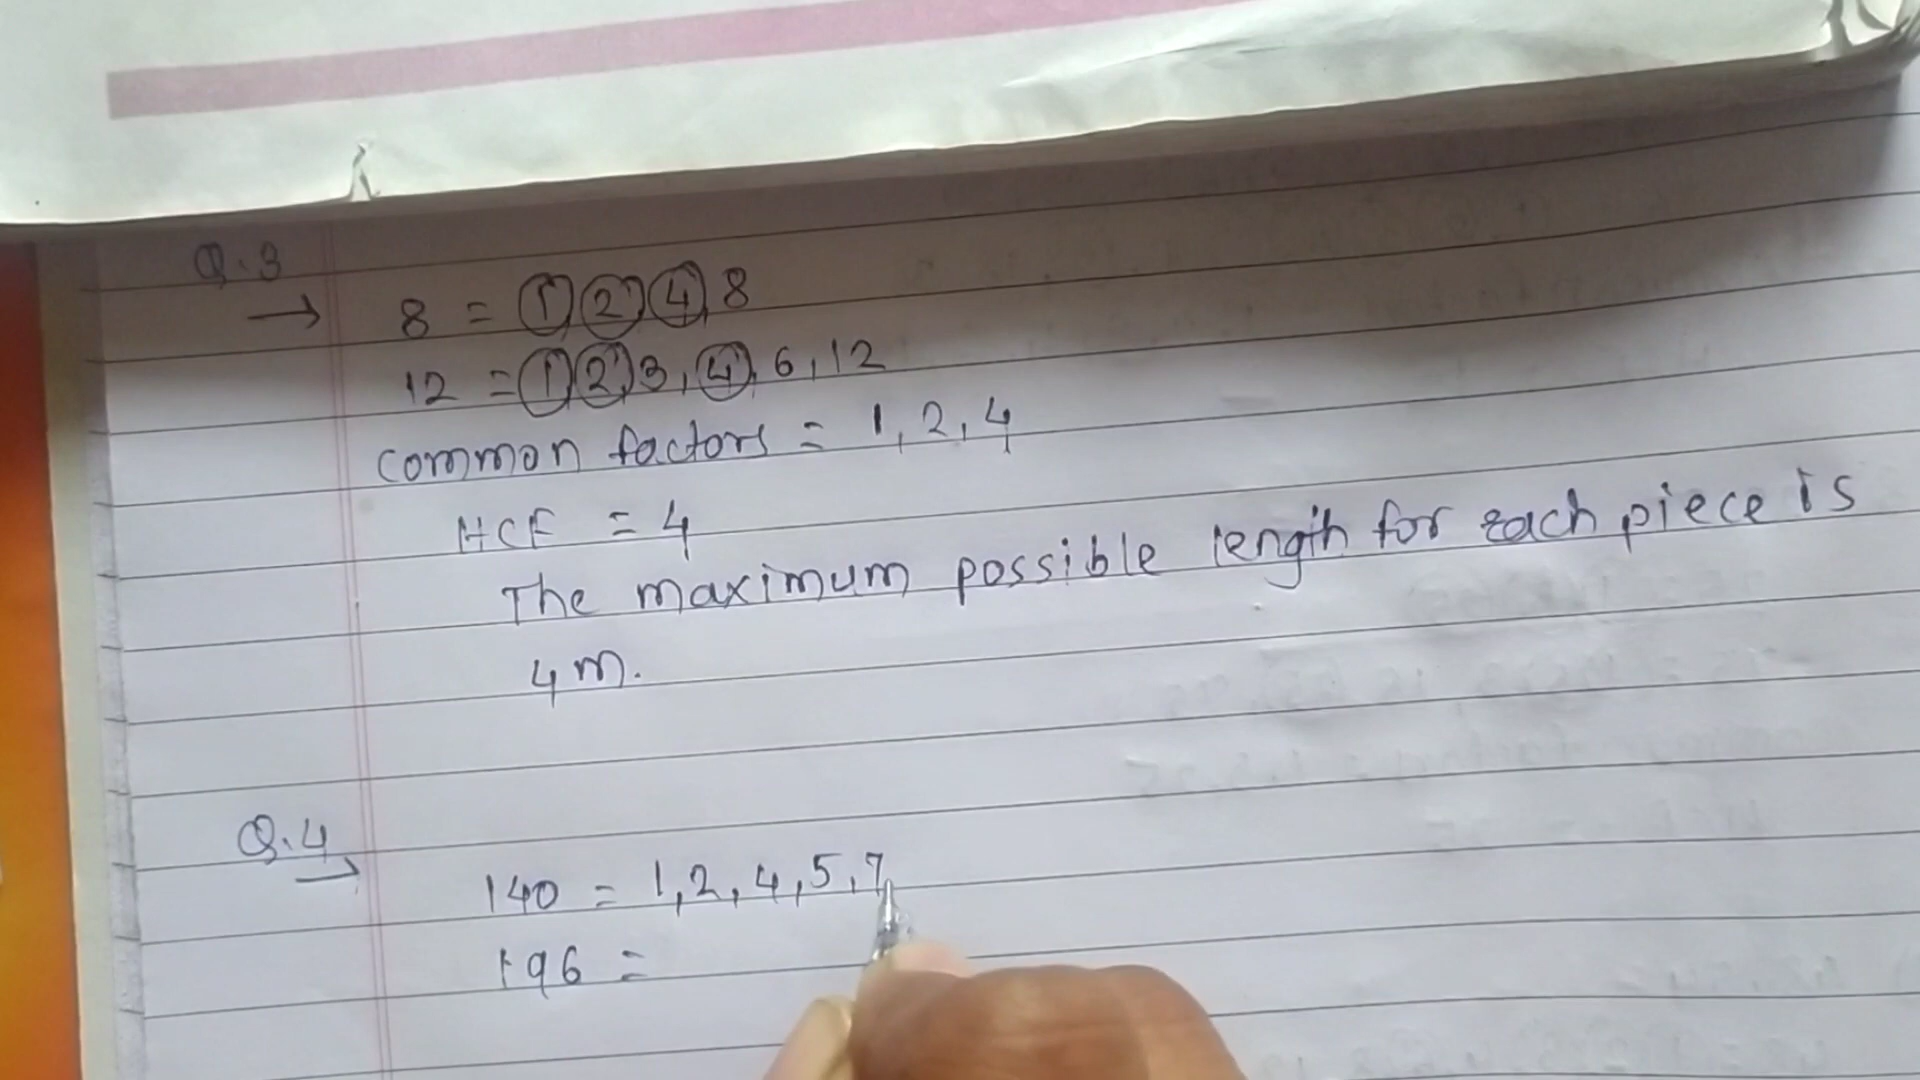 Q.3
→ 8 = 1, 2, 4, 8
12 = 1, 2, 3, 4, 6, 12
common factors = 1, 2, 4
HCF = 4
The maximum possible length for each piece is
4 m.
Q.4
→ 140 = 1, 2, 4, 5, 7
196 =